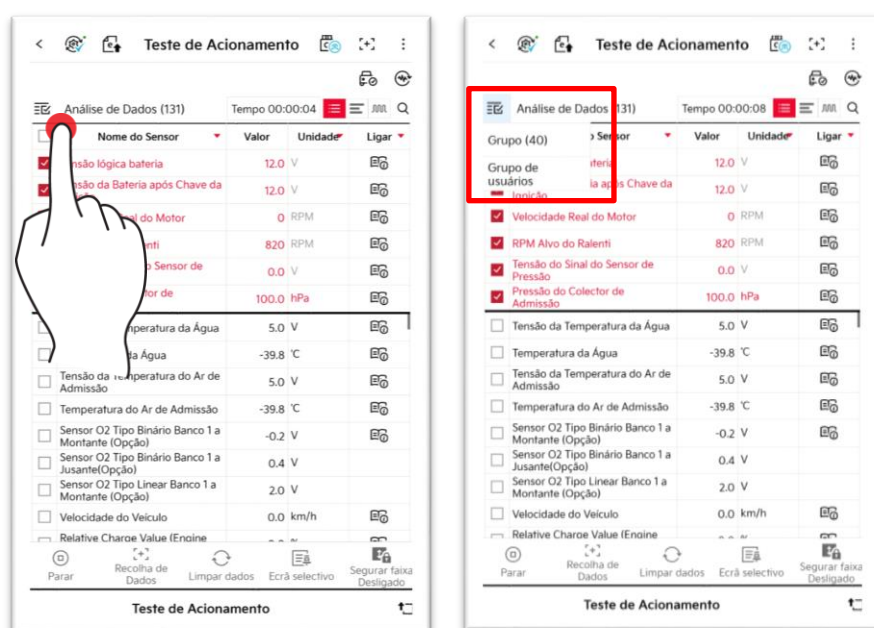 Teste de Acionamento
Análise de Dados (131) Tempo 00:00:04
Nome do Sensor Valor Unidade Ligar
lógica bateria 12.0 V
da Bateria após Chave da
12.0 V
al do Motor 0 RPM
820 RPM
Sensor de
0.0 V
100.0 hPa
da Água 5.0 V
da Água -39.8 °C
Tensão da Temperatura do Ar de
Admissão 5.0 V
Temperatura do Ar de Admissão -39.8 °C
Sensor O2 Tipo Binário Banco 1 a
Montante (Opção) -0.2 V
Sensor O2 Tipo Binário Banco 1 a
Jusante(Opção) 0.4 V
Sensor O2 Tipo Linear Banco 1 a
Montante (Opção) 2.0 V
Velocidade do Veículo 0.0 km/h
Relative Charge Value (Engine
Parar
Recolha de
Dados
Limpar dados
Ecrã selectivo
Segurar faixa
Desligado
Teste de Acionamento
Teste de Acionamento
Análise de Dados 131) Tempo 00:00:08
Grupo (40)
Grupo de
usuários
Sensor Valor Unidade Ligar
12.0 V
após Chave da
Ignição 12.0 V
Velocidade Real do Motor 0 RPM
RPM Alvo do Ralenti 820 RPM
Tensão do Sinal do Sensor de
Pressão 0.0 V
Pressão do Colector de
Admissão 100.0 hPa
Tensão da Temperatura da Água 5.0 V
Temperatura da Água -39.8 °C
Tensão da Temperatura do Ar de
Admissão 5.0 V
Temperatura do Ar de Admissão -39.8 °C
Sensor O2 Tipo Binário Banco 1 a
Montante (Opção) -0.2 V
Sensor O2 Tipo Binário Banco 1 a
Jusante(Opção) 0.4 V
Sensor O2 Tipo Linear Banco 1 a
Montante (Opção) 2.0 V
Velocidade do Veículo 0.0 km/h
Relative Charge Value (Engine
Parar
Recolha de
Dados
Limpar dados
Ecrã selectivo
Segurar faixa
Desligado
Teste de Acionamento